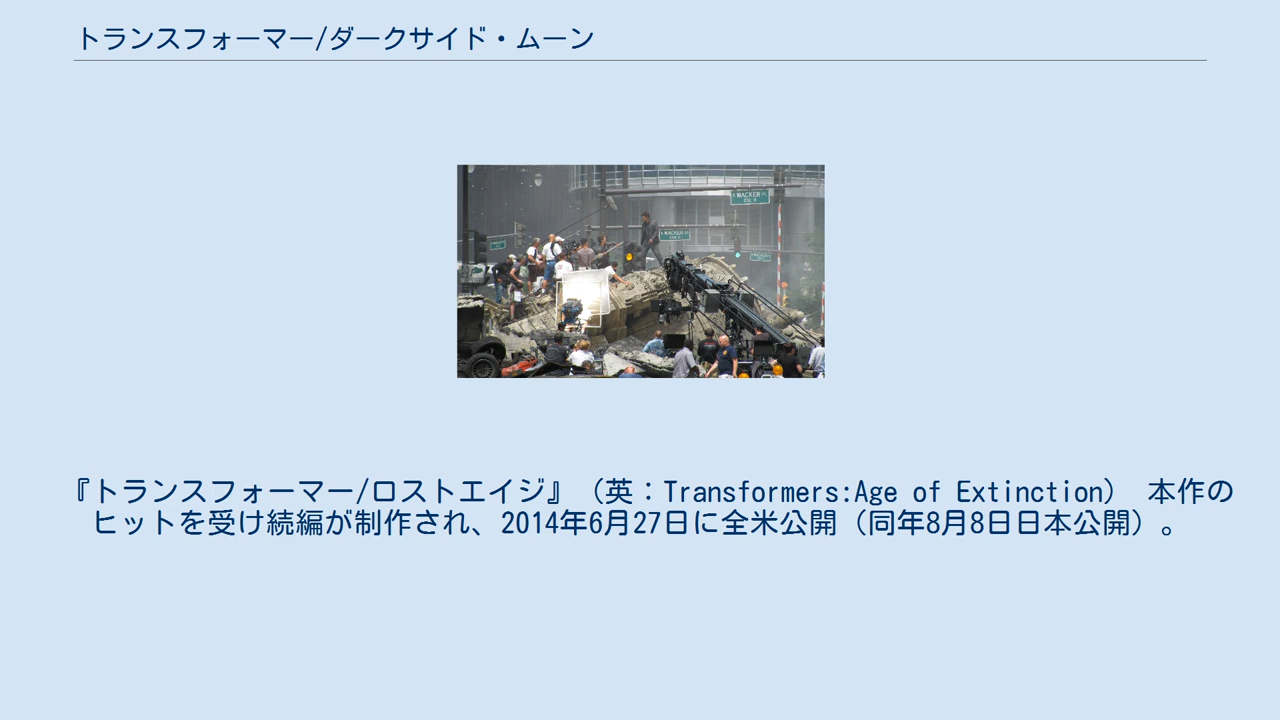 トランスフォーマー/ダークサイド・ムーン
WACKER
WACKER
『トランスフォーマー/ロストエイジ』（英：Transformers:Age of Extinction） 本作の
ヒットを受け続編が制作され、2014年6月27日に全米公開（同年8月8日日本公開）。